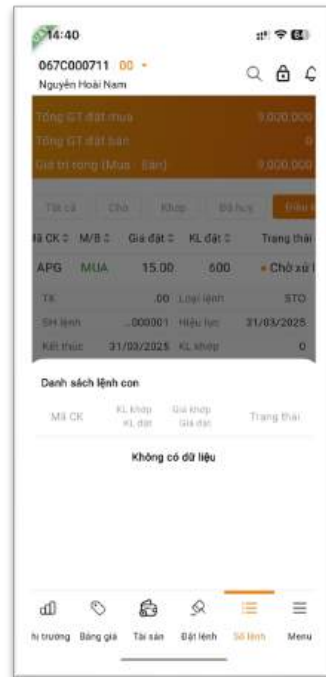 14:40
64
067C000711 00
Nguyễn Hoài Nam
Tổng GT đặt mua 9,000,000
Tổng GT đặt bán 0
Giá trị ròng (Mua - Bán) 9,000,000
Tất cả Chờ Khớp Đã huỷ Điều
Mã CK M/B Giá đặt KL đặt Trạng thái
APG MUA 15.00 600 Chờ xử l
TK .00 Loại lệnh STO
SH lệnh ...000001 Hiệu lực 31/03/2025
Kết thúc 31/03/2025 KL khớp 0
Danh sách lệnh con
Mã CK KL khớp Giá khớp Trạng thái
KL đặt Giá đặt
Không có dữ liệu
hị trường Bảng giá Tài sản Đặt lệnh Sổ lệnh Menu